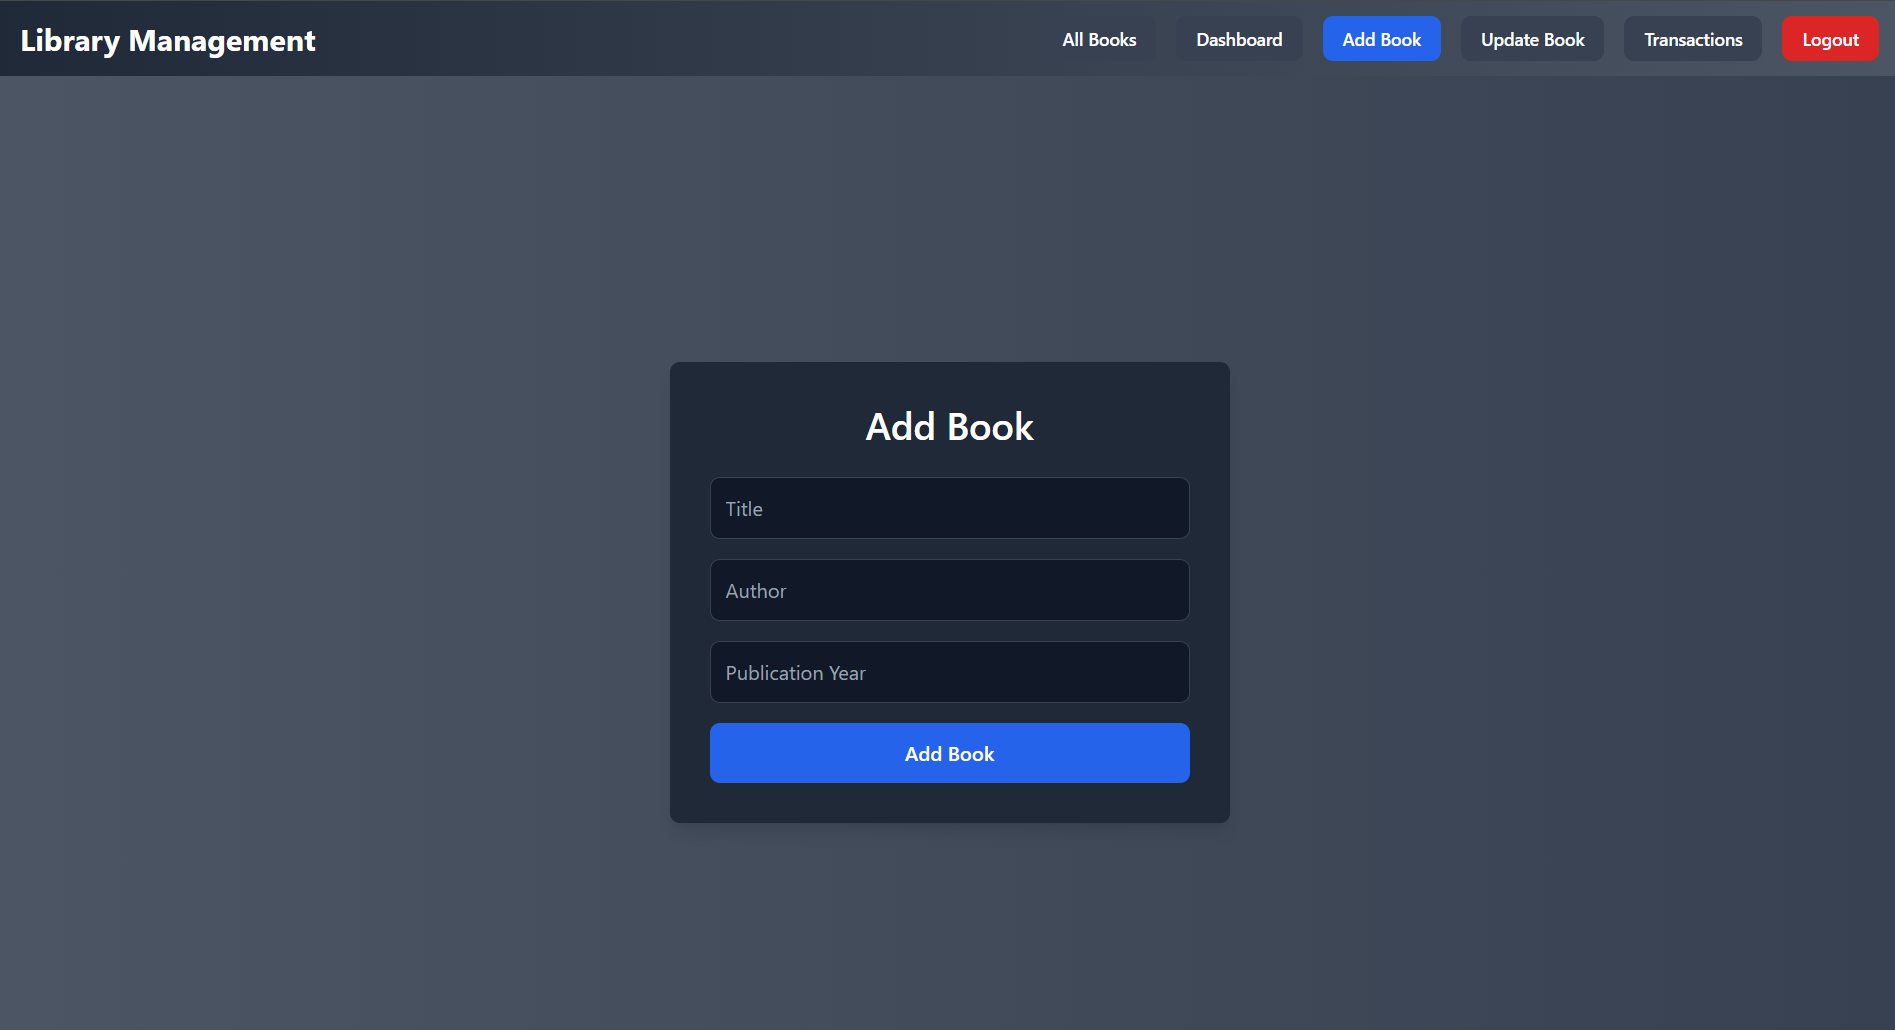 Library Management
All Books
Dashboard
Add Book
Update Book
Transactions
Logout
Add Book
Title
Author
Publication Year
Add Book